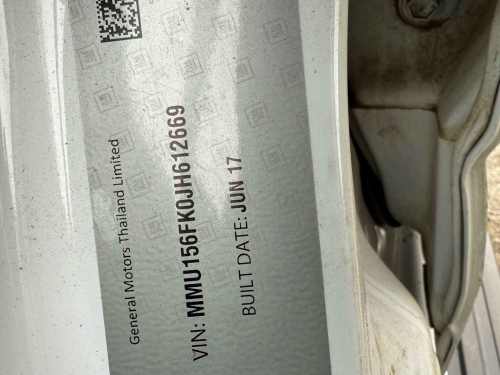 General Motors Thailand Limited
VIN: MMU156FK0JH612669
BUILT DATE: JUN 17